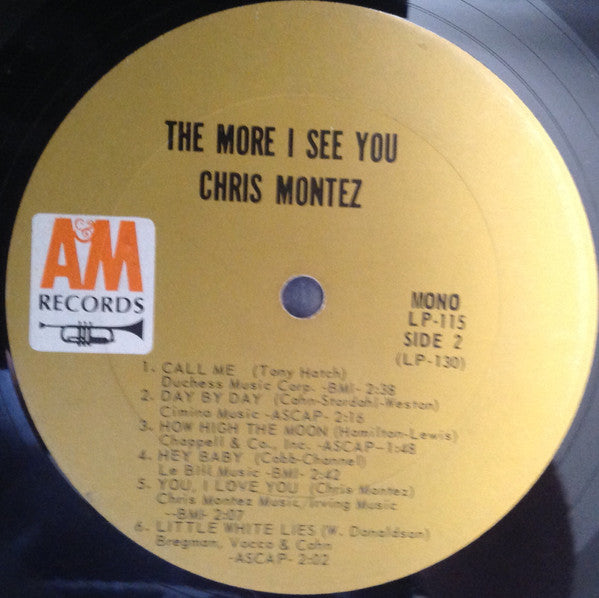 THE MORE I SEE YOU
CHRIS MONTEZ
A&M
RECORDS
MONO
LP-115
SIDE 2
(LP-130)
1. CALL ME (Tony Hatch)
Duchess Music Corp. -BMI- 2:38
2. DAY BY DAY (Cahn-Stordahl-Weston)
Cimino Music -ASCAP- 2:16
3. HOW HIGH THE MOON (Hamilton-Lewis)
Chappell & Co., Inc. -ASCAP- 1:48
4. HEY BABY (Cobb-Channel)
Le Bill Music -BMI- 2:42
5. YOU, I LOVE YOU (Chris Montez)
Chris Montez Music/Irving Music
--BMI- 2:07
6. LITTLE WHITE LIES (W. Donaldson)
Bregman, Vocco & Cohn
-ASCAP- 2:02